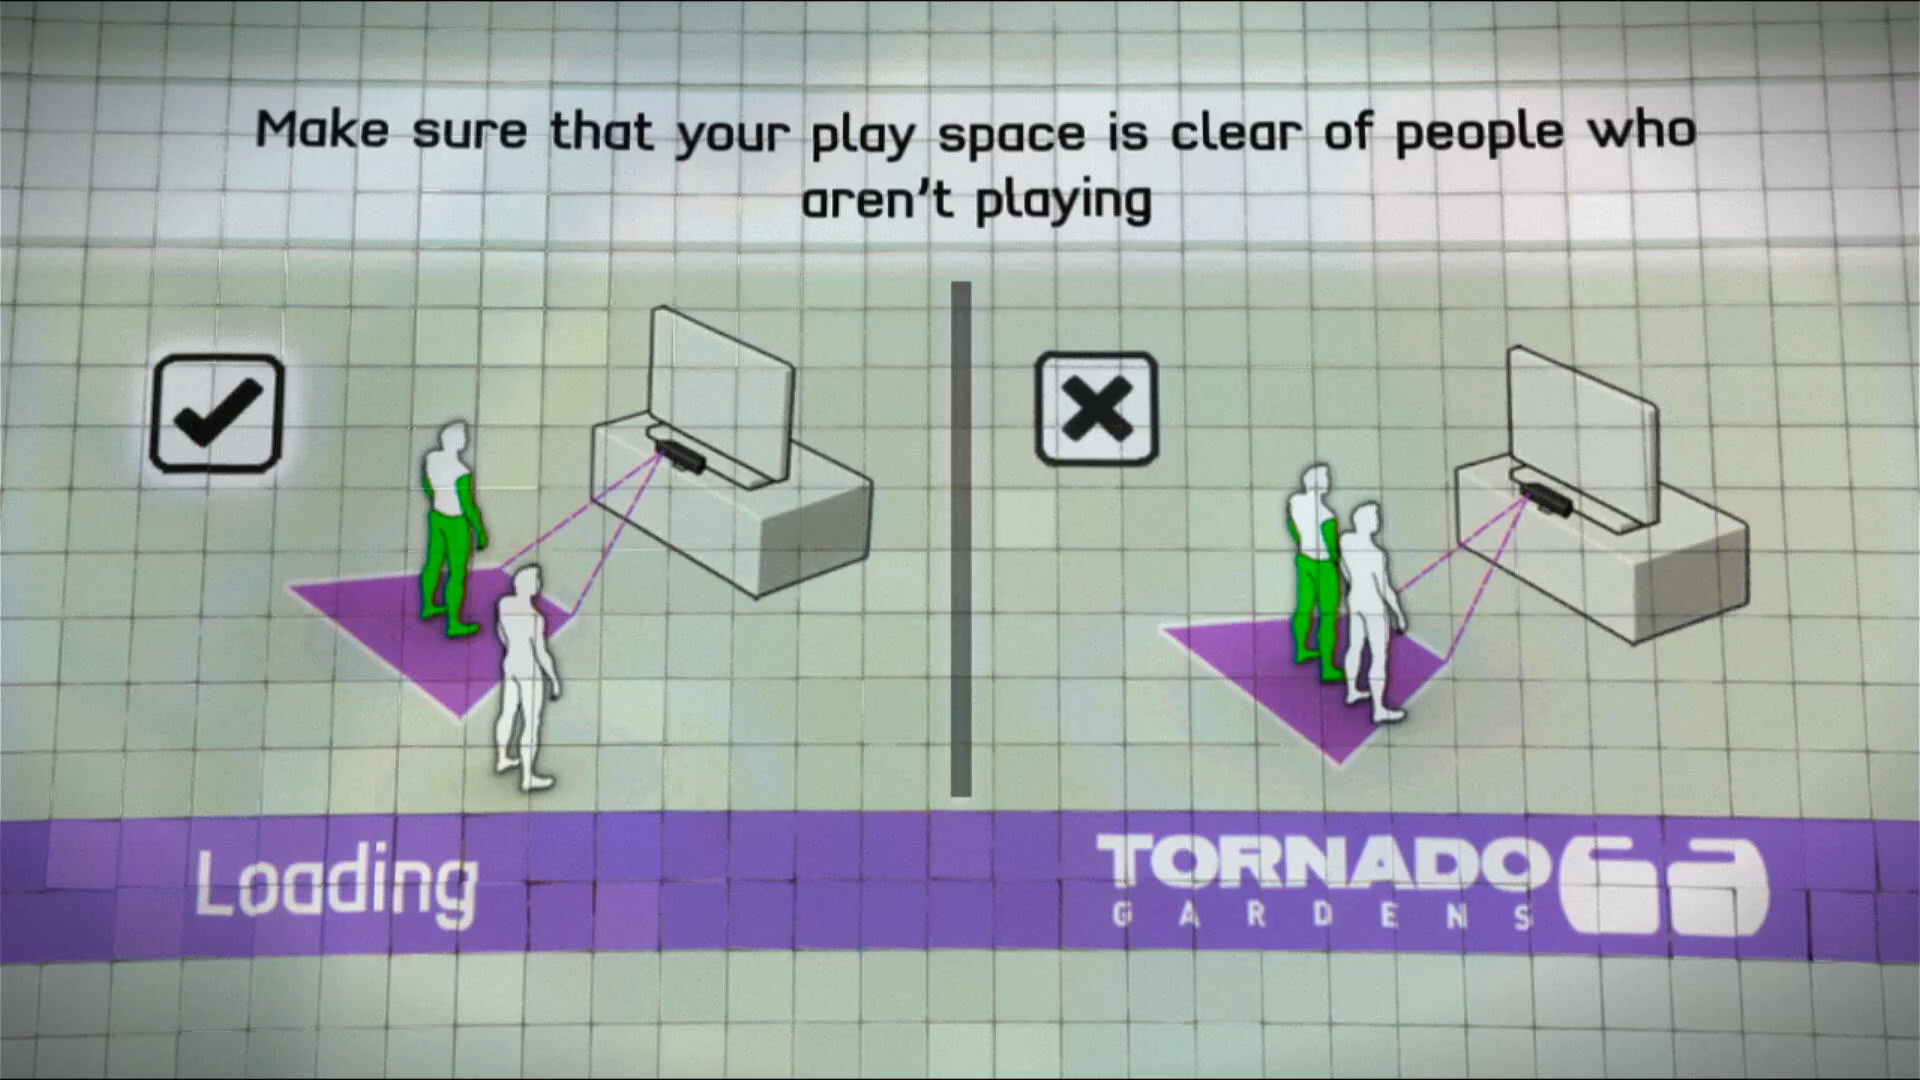 Make sure that your play space is clear of people who
aren't playing
Loading
TORNADO
GARDENS